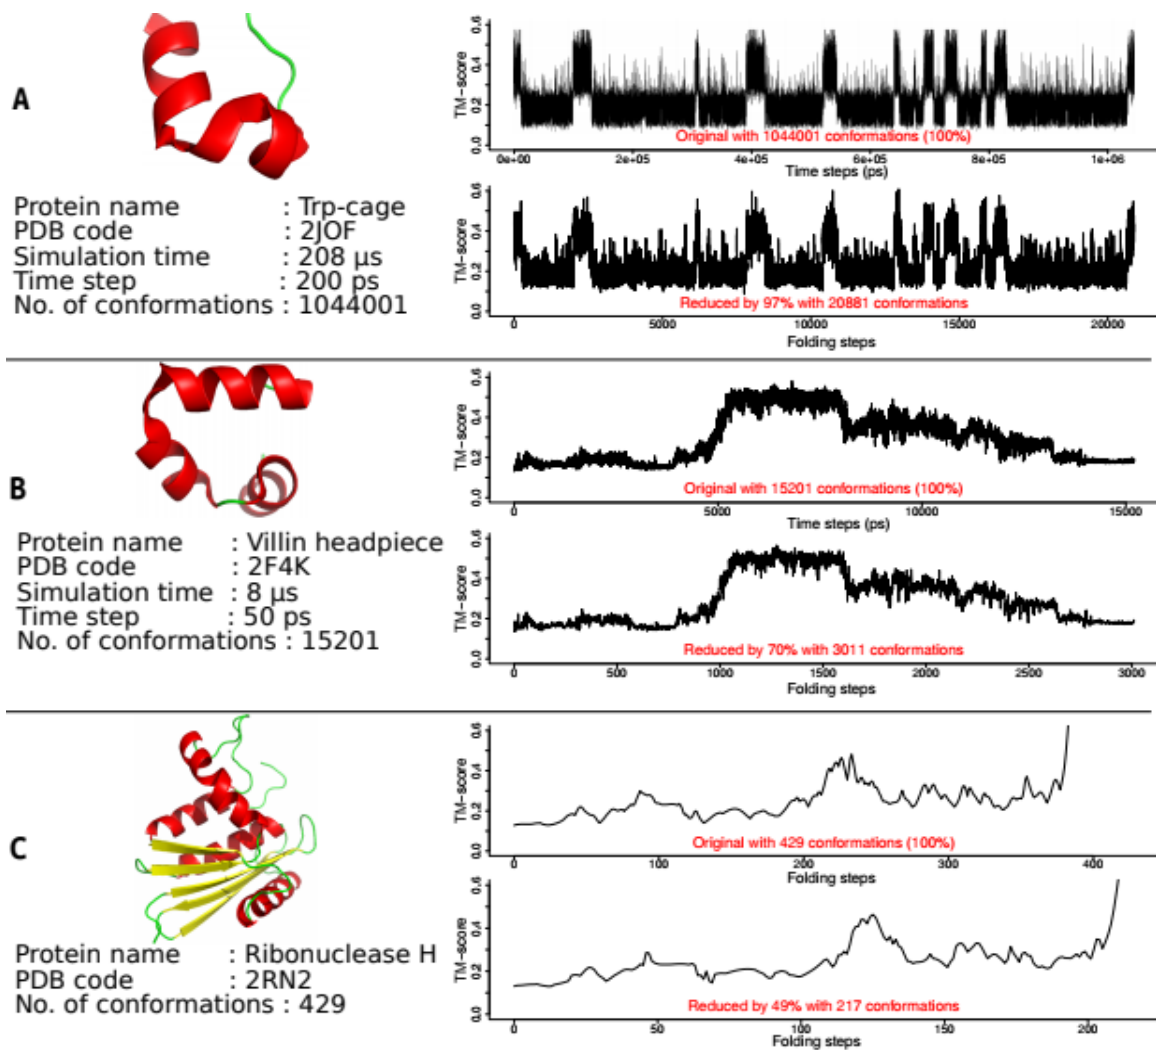 A
Protein name : Trp-cage
PDB code : 2JOF
Simulation time : 208 µs
Time step : 200 ps
No. of conformations : 1044001
TM−score
0.0 0.2 0.4 0.6
Original with 1044001 conformations (100%)
0e+00 2e+05 4e+05 6e+05 8e+05 1e+06
Time steps (ps)
TM−score
0.0 0.2 0.4 0.6
Reduced by 97% with 20881 conformations
0 5000 10000 15000 20000
Folding steps
B
Protein name : Villin headpiece
PDB code : 2F4K
Simulation time : 8 µs
Time step : 50 ps
No. of conformations : 15201
TM−score
0.0 0.2 0.4 0.6
Original with 15201 conformations (100%)
0 5000 10000 15000
Time steps (ps)
TM−score
0.0 0.2 0.4 0.6
Reduced by 70% with 3011 conformations
0 500 1000 1500 2000 2500 3000
Folding steps
C
Protein name : Ribonuclease H
PDB code : 2RN2
No. of conformations : 429
TM−score
0.0 0.2 0.4 0.6
Original with 429 conformations (100%)
0 100 200 300 400
Folding steps
TM−score
0.0 0.2 0.4 0.6
Reduced by 49% with 217 conformations
0 50 100 150 200
Folding steps